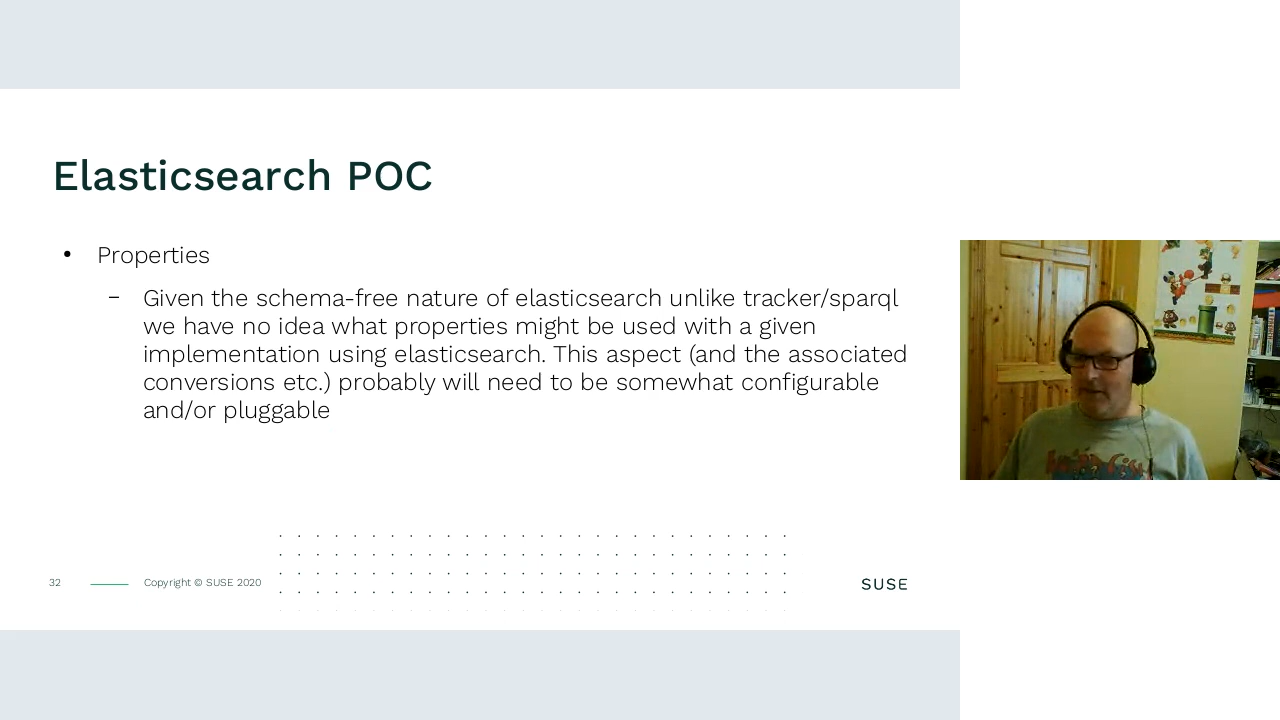 Elasticsearch POC
• Properties
– Given the schema-free nature of elasticsearch unlike tracker/sparql
we have no idea what properties might be used with a given
implementation using elasticsearch. This aspect (and the associated
conversions etc.) probably will need to be somewhat configurable
and/or pluggable
32
Copyright © SUSE 2020
SUSE